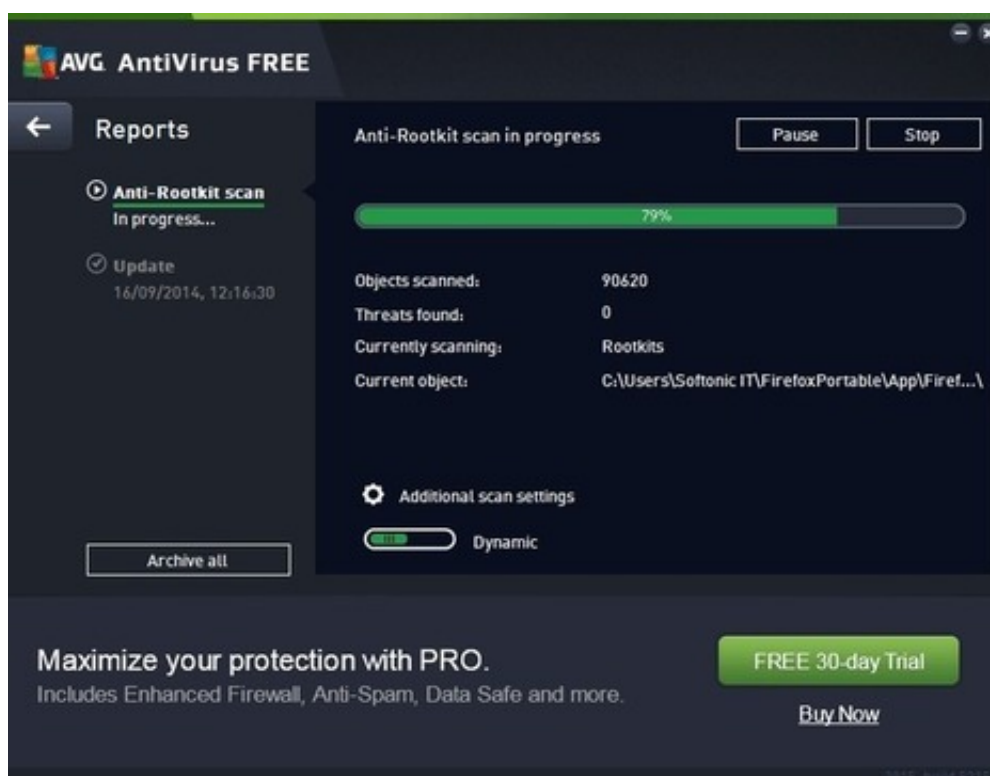 AVG AntiVirus FREE
Reports
Anti-Rootkit scan
In progress...
Update
16/09/2014, 12:16:30
Archive all
Anti-Rootkit scan in progress
Pause
Stop
79%
Objects scanned: 90620
Threats found: 0
Currently scanning: Rootkits
Current object: C:\Users\Softonic IT\FirefoxPortable\App\Firef...\
Additional scan settings
Dynamic
Maximize your protection with PRO.
Includes Enhanced Firewall, Anti-Spam, Data Safe and more.
FREE 30-day Trial
Buy Now